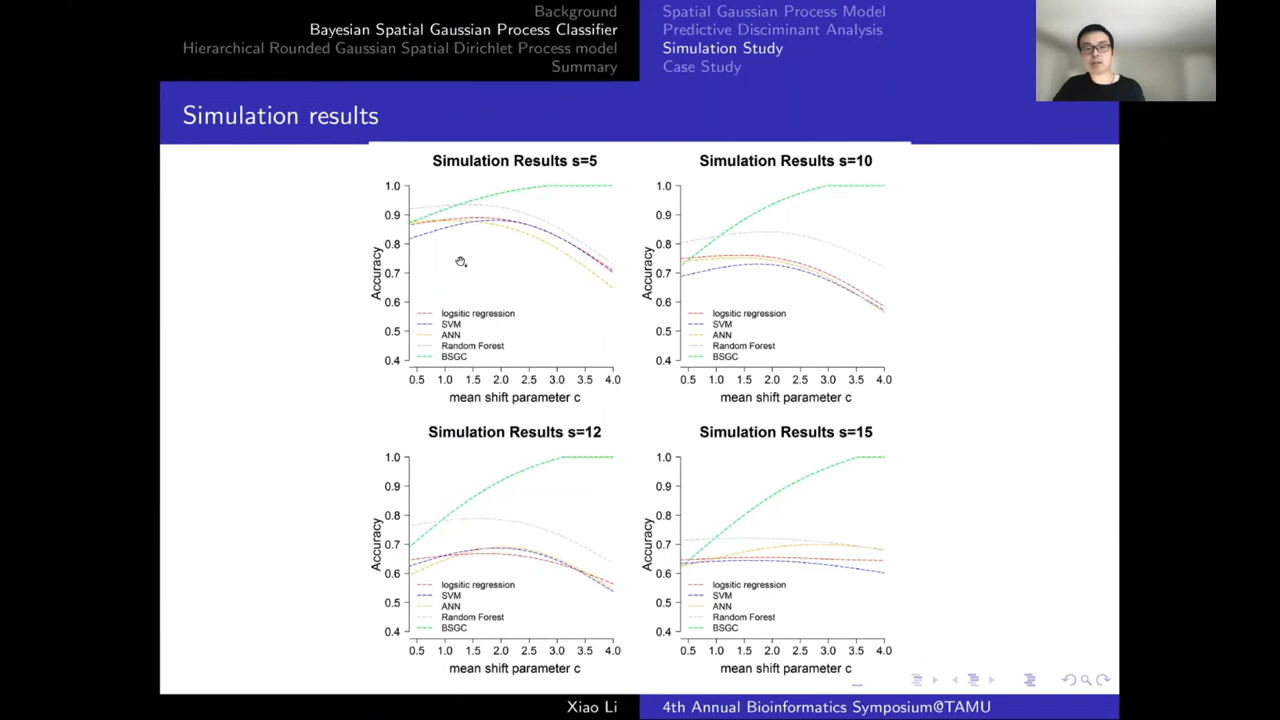 Background
Bayesian Spatial Gaussian Process Classifier
Hierarchical Rounded Gaussian Spatial Dirichlet Process model
Summary
Spatial Gaussian Process Model
Predictive Disciminant Analysis
Simulation Study
Case Study
Simulation results
Simulation Results s=5
1.0
0.9
0.8
0.7
0.6
0.5
0.4
Accuracy
logsitic regression
SVM
ANN
Random Forest
BSGC
0.5 1.0 1.5 2.0 2.5 3.0 3.5 4.0
mean shift parameter c
Simulation Results s=10
1.0
0.9
0.8
0.7
0.6
0.5
0.4
Accuracy
logsitic regression
SVM
ANN
Random Forest
BSGC
0.5 1.0 1.5 2.0 2.5 3.0 3.5 4.0
mean shift parameter c
Simulation Results s=12
1.0
0.9
0.8
0.7
0.6
0.5
0.4
Accuracy
logsitic regression
SVM
ANN
Random Forest
BSGC
0.5 1.0 1.5 2.0 2.5 3.0 3.5 4.0
mean shift parameter c
Simulation Results s=15
1.0
0.9
0.8
0.7
0.6
0.5
0.4
Accuracy
logsitic regression
SVM
ANN
Random Forest
BSGC
0.5 1.0 1.5 2.0 2.5 3.0 3.5 4.0
mean shift parameter c
Xiao Li
4th Annual Bioinformatics Symposium@TAMU